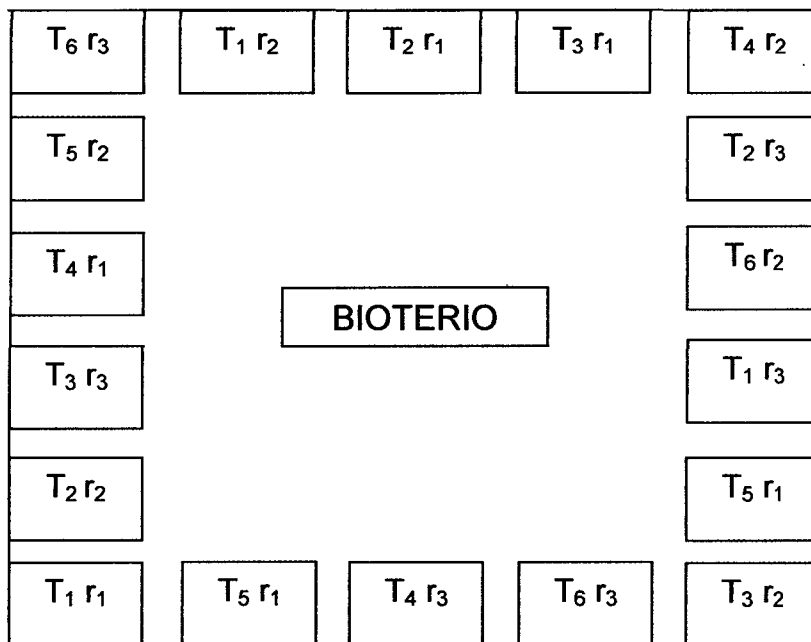 T₆ r₃ T₁ r₂ T₂ r₁ T₃ r₁ T₄ r₂
T₅ r₂ T₂ r₃
T₄ r₁ T₆ r₂
BIOTERIO
T₃ r₃ T₁ r₃
T₂ r₂ T₅ r₁
T₁ r₁ T₅ r₁ T₄ r₃ T₆ r₃ T₃ r₂